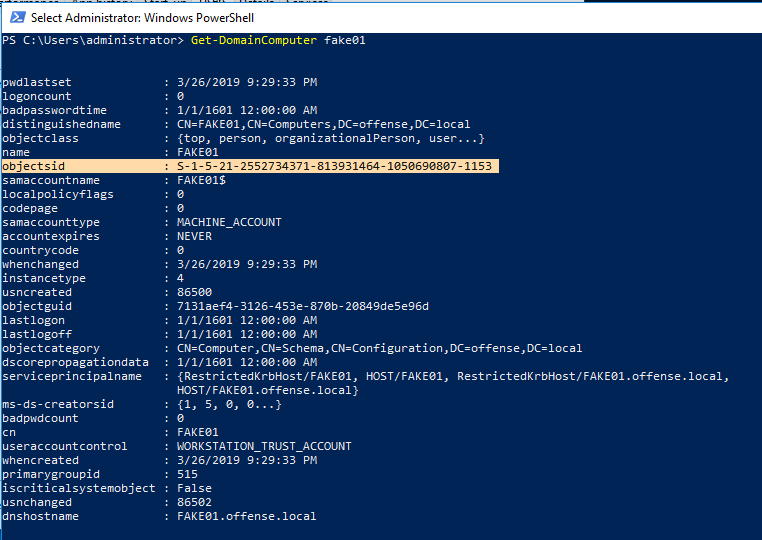 Select Administrator: Windows PowerShell
PS C:\Users\administrator> Get-DomainComputer fake01
pwdlastset : 3/26/2019 9:29:33 PM
logoncount : 0
badpasswordtime : 1/1/1601 12:00:00 AM
distinguishedname : CN=FAKE01,CN=Computers,DC=offense,DC=local
objectclass : {top, person, organizationalPerson, user...}
name : FAKE01
objectsid : S-1-5-21-2552734371-813931464-1050690807-1153
samaccountname : FAKE01$
localpolicyflags : 0
codepage : 0
samaccounttype : MACHINE_ACCOUNT
accountexpires : NEVER
countrycode : 0
whenchanged : 3/26/2019 9:29:33 PM
instancetype : 4
usncreated : 86500
objectguid : 7131aef4-3126-453e-870b-20849de5e96d
lastlogon : 1/1/1601 12:00:00 AM
lastlogoff : 1/1/1601 12:00:00 AM
objectcategory : CN=Computer,CN=Schema,CN=Configuration,DC=offense,DC=local
dscorepropagationdata : 1/1/1601 12:00:00 AM
serviceprincipalname : {RestrictedKrbHost/FAKE01, HOST/FAKE01, RestrictedKrbHost/FAKE01.offense.local,
HOST/FAKE01.offense.local}
ms-ds-creatorsid : {1, 5, 0, 0...}
badpwdcount : 0
cn : FAKE01
useraccountcontrol : WORKSTATION_TRUST_ACCOUNT
whencreated : 3/26/2019 9:29:33 PM
primarygroupid : 515
iscriticalsystemobject : False
usnchanged : 86502
dnshostname : FAKE01.offense.local